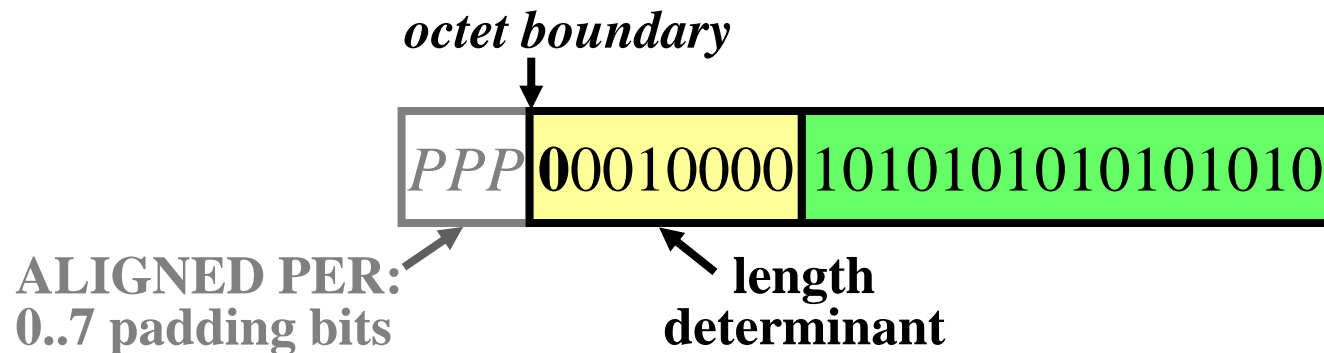 octet boundary
PPP 00010000 1010101010101010
ALIGNED PER:
0..7 padding bits
length
determinant